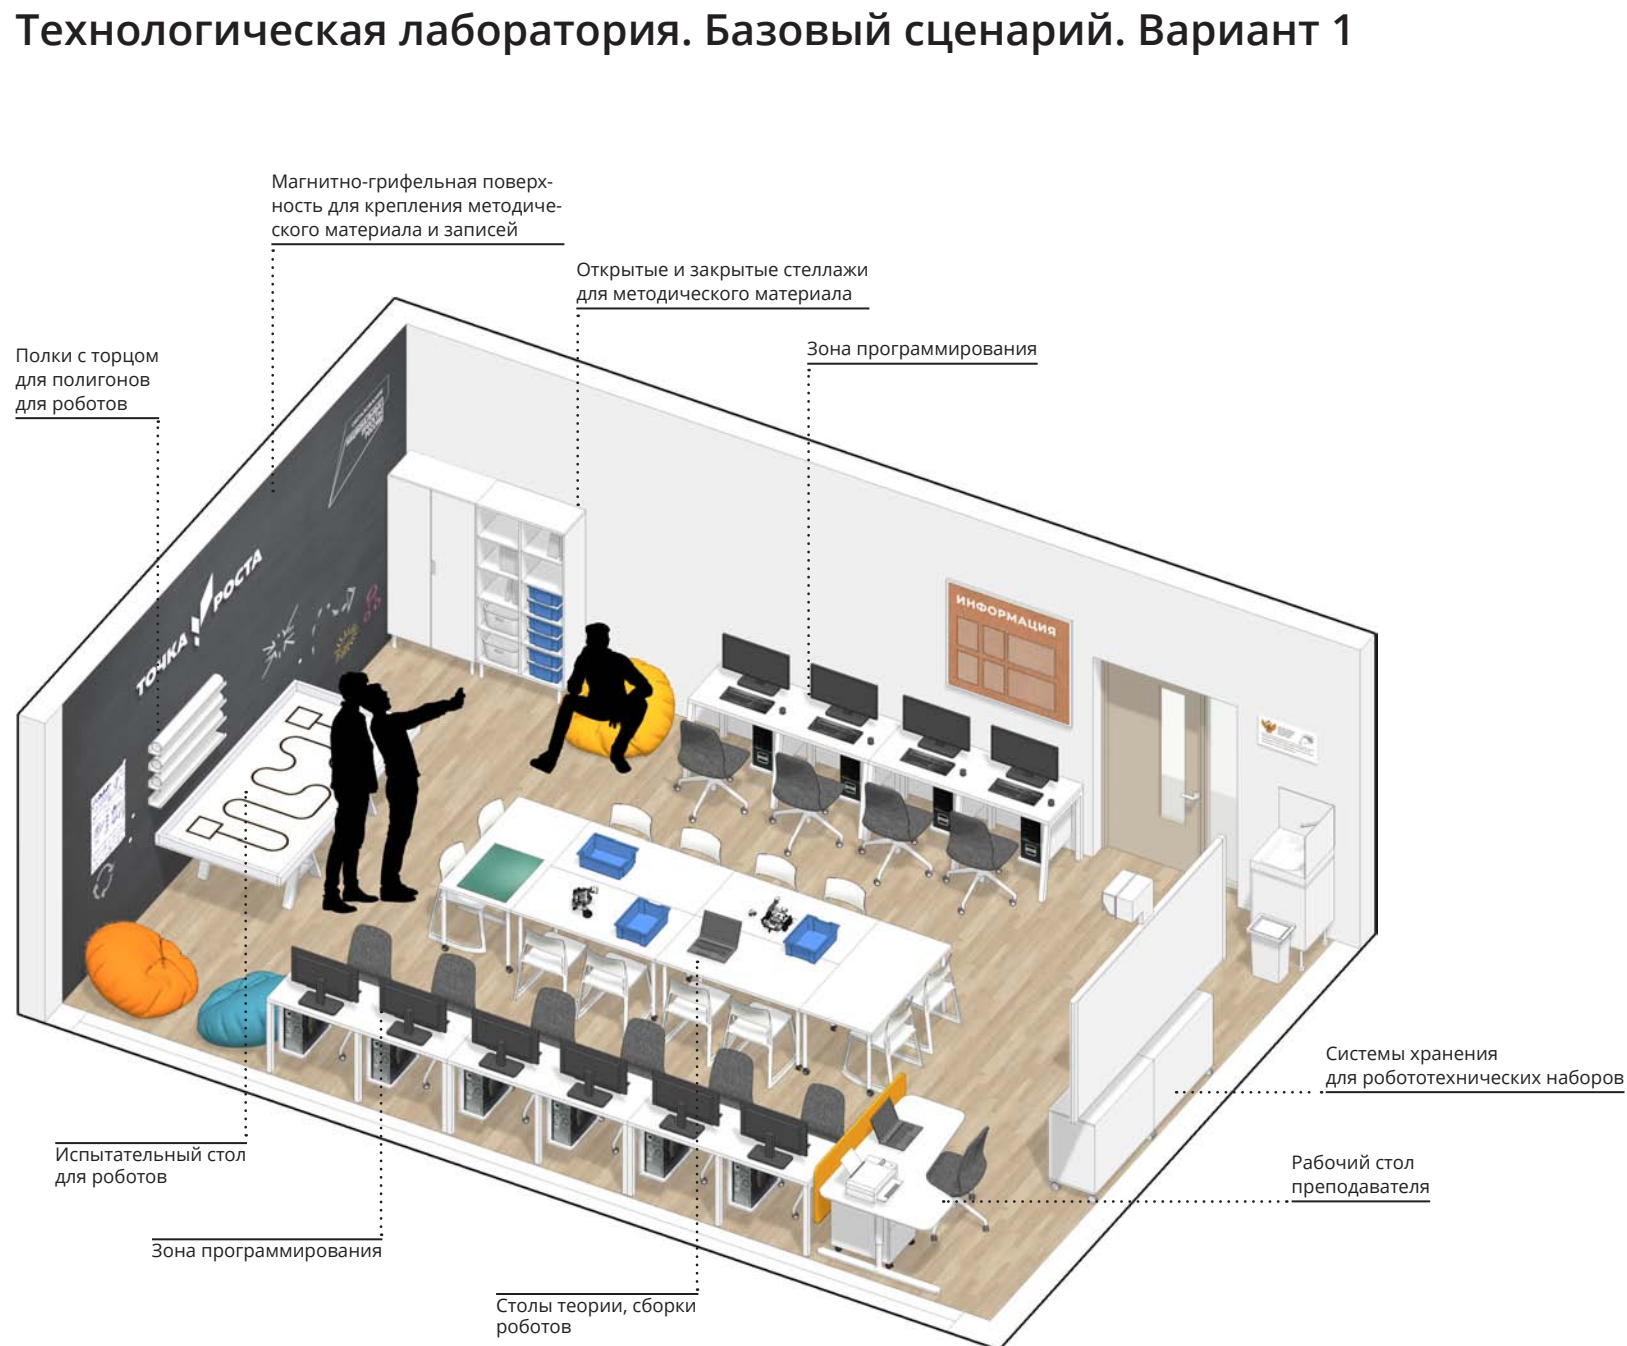 Технологическая лаборатория. Базовый сценарий. Вариант 1
Магнитно-грифельная поверх-
ность для крепления методиче-
ского материала и записей
Открытые и закрытые стеллажи
для методического материала
Зона программирования
Полки с торцом
для полигонов
для роботов
ТОЧКА РОСТА
ИНФОРМАЦИЯ
Системы хранения
для робототехнических наборов
Испытательный стол
для роботов
Рабочий стол
преподавателя
Зона программирования
Столы теории, сборки
роботов